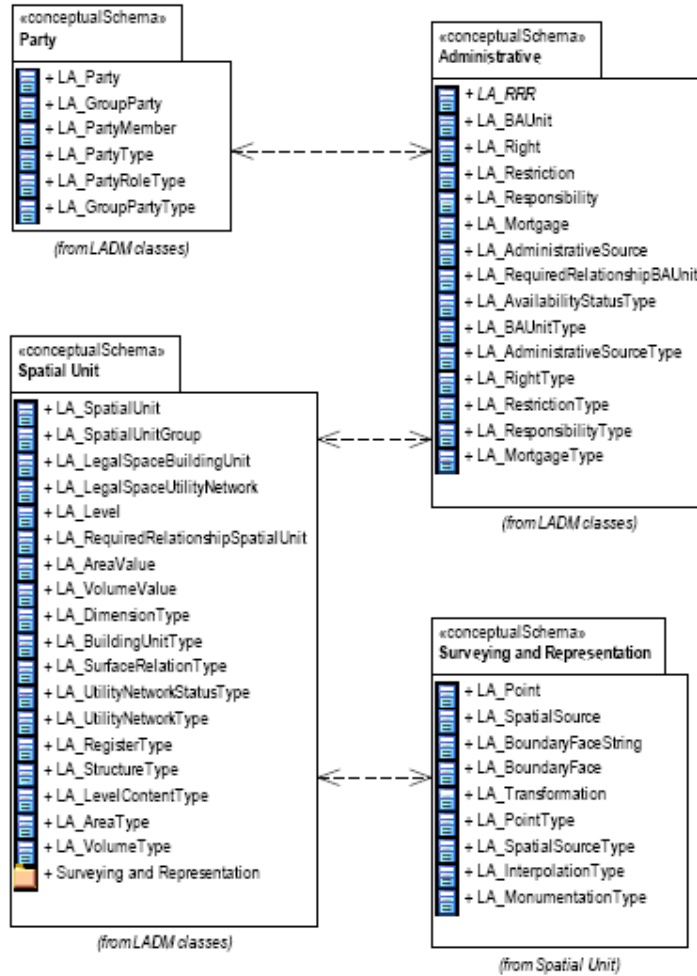 «conceptualSchema»
Party
+ LA_Party
+ LA_GroupParty
+ LA_PartyMember
+ LA_PartyType
+ LA_PartyRoleType
+ LA_GroupPartyType
(from LADM classes)
«conceptualSchema»
Administrative
+ LA_RRR
+ LA_BAUnit
+ LA_Right
+ LA_Restriction
+ LA_Responsibility
+ LA_Mortgage
+ LA_AdministrativeSource
+ LA_RequiredRelationshipBAUnit
+ LA_AvailabilityStatusType
+ LA_BAUnitType
+ LA_AdministrativeSourceType
+ LA_RightType
+ LA_RestrictionType
+ LA_ResponsibilityType
+ LA_MortgageType
(from LADM classes)
«conceptualSchema»
Spatial Unit
+ LA_SpatialUnit
+ LA_SpatialUnitGroup
+ LA_LegalSpaceBuildingUnit
+ LA_LegalSpaceUtilityNetwork
+ LA_Level
+ LA_RequiredRelationshipSpatialUnit
+ LA_AreaValue
+ LA_VolumeValue
+ LA_DimensionType
+ LA_BuildingUnitType
+ LA_SurfaceRelationType
+ LA_UtilityNetworkStatusType
+ LA_UtilityNetworkType
+ LA_RegisterType
+ LA_StructureType
+ LA_LevelContentType
+ LA_AreaType
+ LA_VolumeType
+ Surveying and Representation
(from LADM classes)
«conceptualSchema»
Surveying and Representation
+ LA_Point
+ LA_SpatialSource
+ LA_BoundaryFaceString
+ LA_BoundaryFace
+ LA_Transformation
+ LA_PointType
+ LA_SpatialSourceType
+ LA_InterpolationType
+ LA_MonumentationType
(from Spatial Unit)